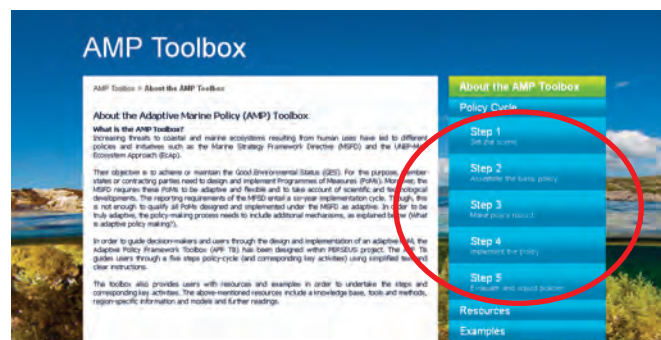 AMP Toolbox
AMP Toolbox > About the AMP Toolbox
About the Adaptive Marine Policy (AMP) Toolbox
What is the AMP Toolbox?
Increasing threats to coastal and marine ecosystems resulting from human uses have led to different
policies and initiatives such as the Marine Strategy Framework Directive (MSFD) and the UNEP-MAP
Ecosystem Approach (EcAp).
Their objective is to achieve or maintain the Good Environmental Status (GES). For this purpose, member
states or contracting parties need to design and implement Programmes of Measures (PoMs). Moreover, the
MSFD requires these PoMs to be adaptive and flexible and to take account of scientific and technological
developments. The reporting requirements of the MFSD entail a six-year implementation cycle. Though, this
is not enough to qualify all PoMs designed and implemented under the MSFD as adaptive. In order to be
truly adaptive, the policy-making process needs to include additional mechanisms, as explained below (What
is adaptive policy making?).
In order to guide decision-makers and users through the design and implementation of an adaptive PoM, the
Adaptive Policy Framework Toolbox (APF TB) has been designed within PERSEUS project. The APF TB
guides users through a five steps policy-cycle (and corresponding key activities) using simplified text and
clear instructions.
The toolbox also provides users with resources and examples in order to undertake the steps and
corresponding key activities. The above-mentioned resources include a knowledge base, tools and methods,
region-specific information and models and further readings.
About the AMP Toolbox
Policy Cycle
Step 1
Set the scene
Step 2
Assemble the basic policy
Step 3
Make policy robust
Step 4
Implement the policy
Step 5
Evaluate and adjust policies
Resources
Examples